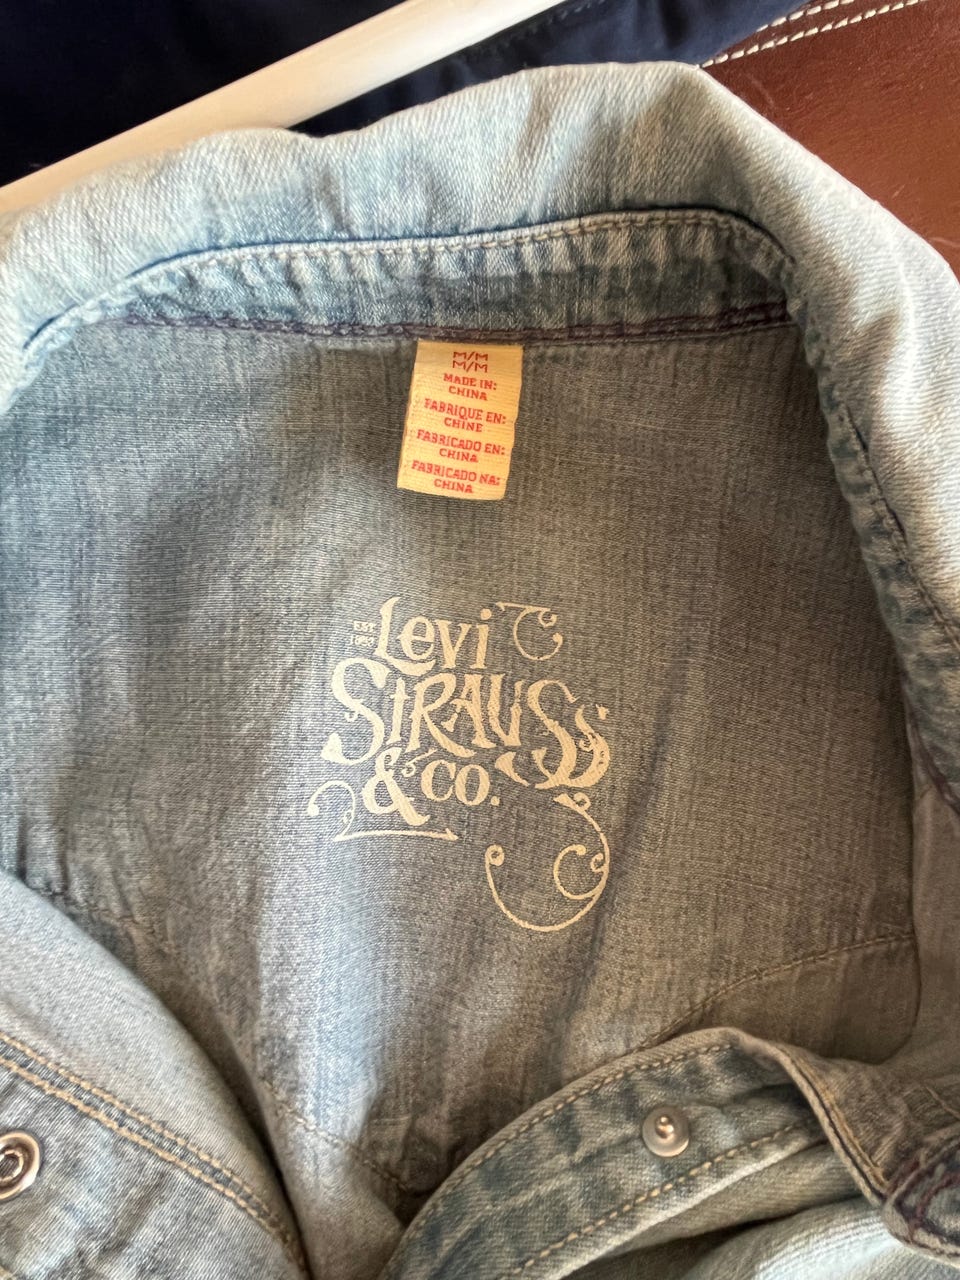 M/M
M/M
MADE IN:
CHINA
FABRIQUE EN:
CHINE
FABRICADO EN:
CHINA
FABRICADO NA:
CHINA
EST
Levi
STRAUSS
& CO.